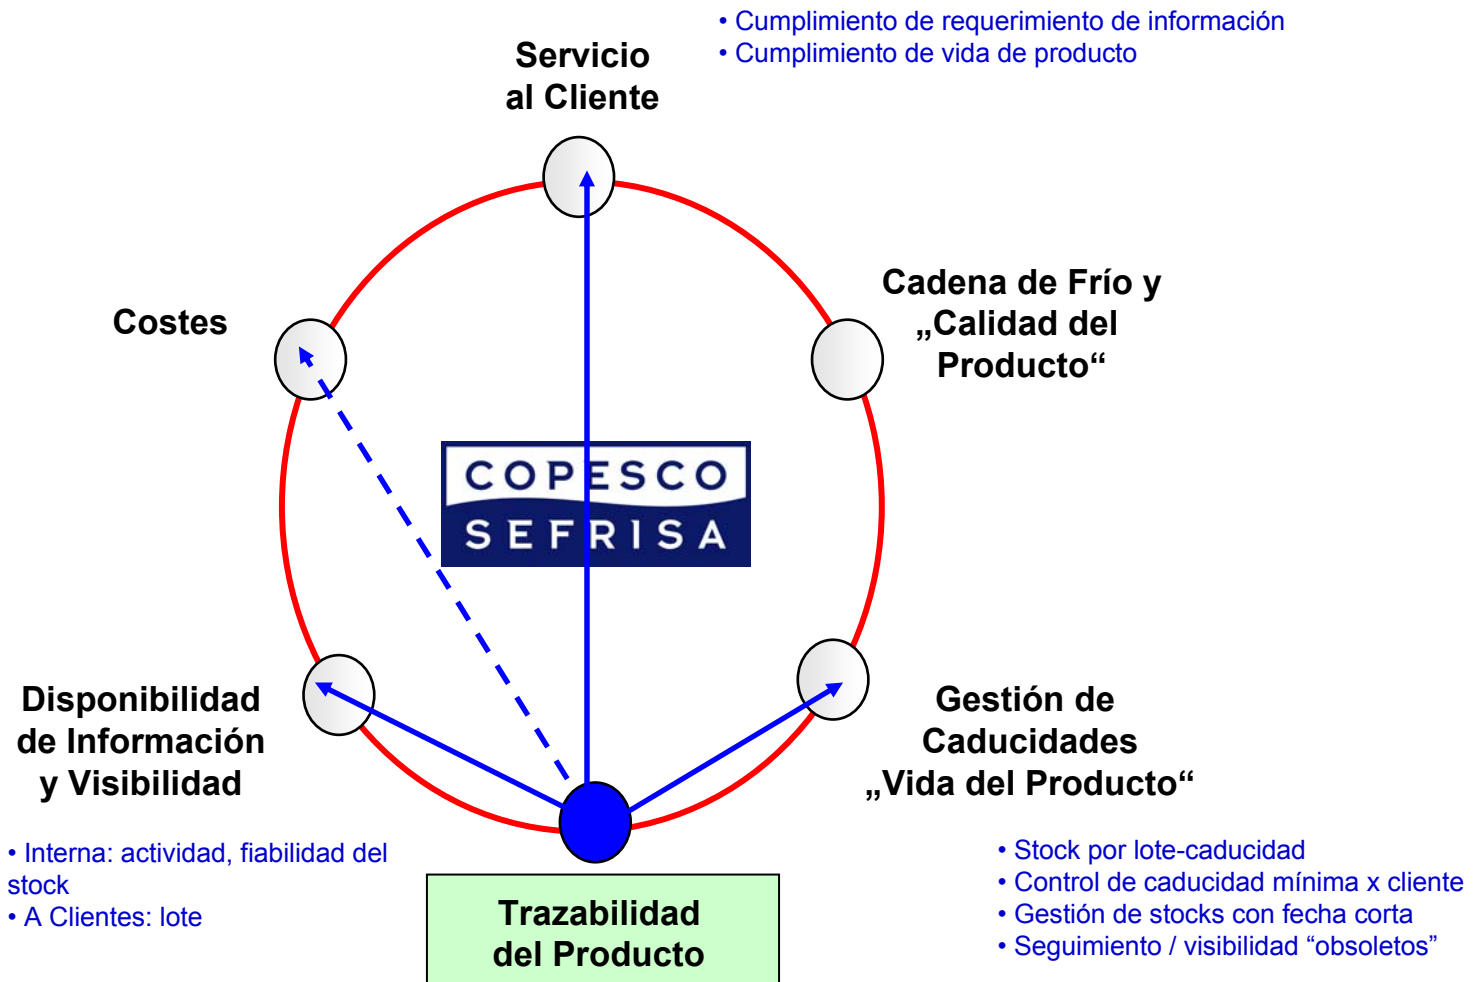 • Cumplimiento de requerimiento de información
• Cumplimiento de vida de producto
Servicio
al Cliente
Cadena de Frío y
„Calidad del
Producto“
Costes
COPESCO
SEFRISA
Disponibilidad
de Información
y Visibilidad
Gestión de
Caducidades
„Vida del Producto“
• Interna: actividad, fiabilidad del
stock
• A Clientes: lote
• Stock por lote-caducidad
• Control de caducidad mínima x cliente
• Gestión de stocks con fecha corta
• Seguimiento / visibilidad “obsoletos”
Trazabilidad
del Producto